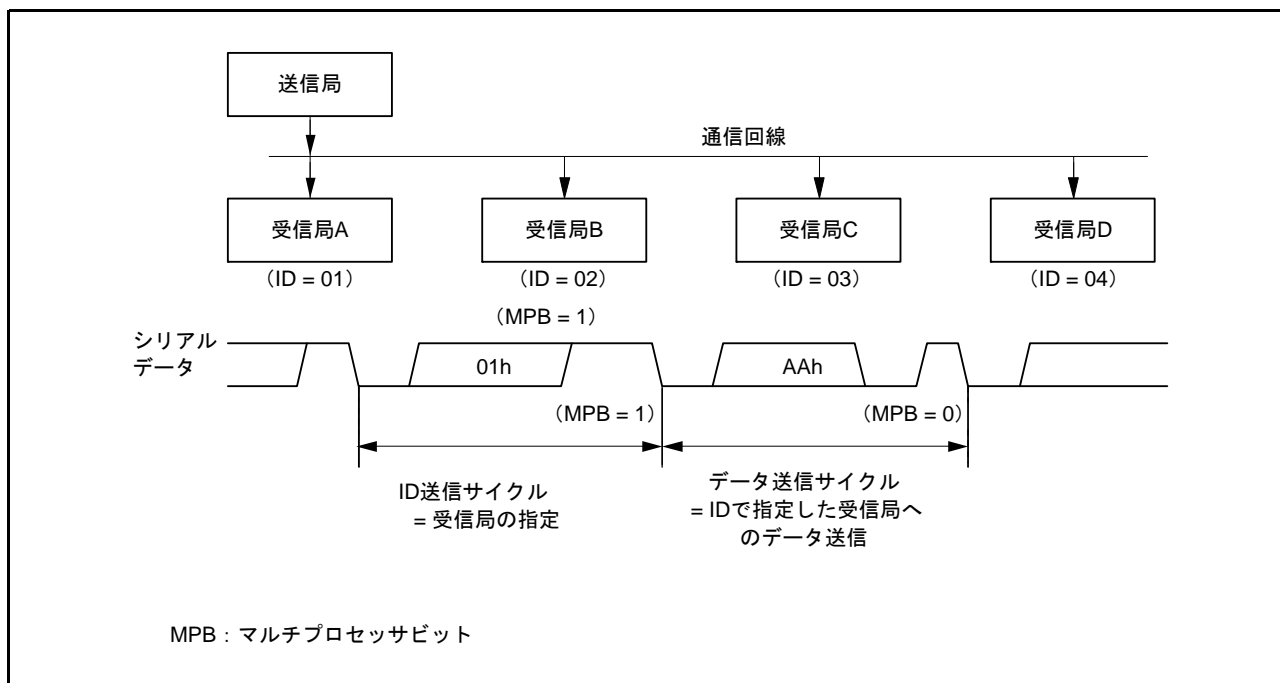 送信局
通信回線
受信局A
受信局B
受信局C
受信局D
（ID = 01）
（ID = 02）
（ID = 03）
（ID = 04）
（MPB = 1）
シリアル
データ
01h
AAh
（MPB = 1）
（MPB = 0）
ID送信サイクル
= 受信局の指定
データ送信サイクル
= IDで指定した受信局へ
のデータ送信
MPB：マルチプロセッサビット